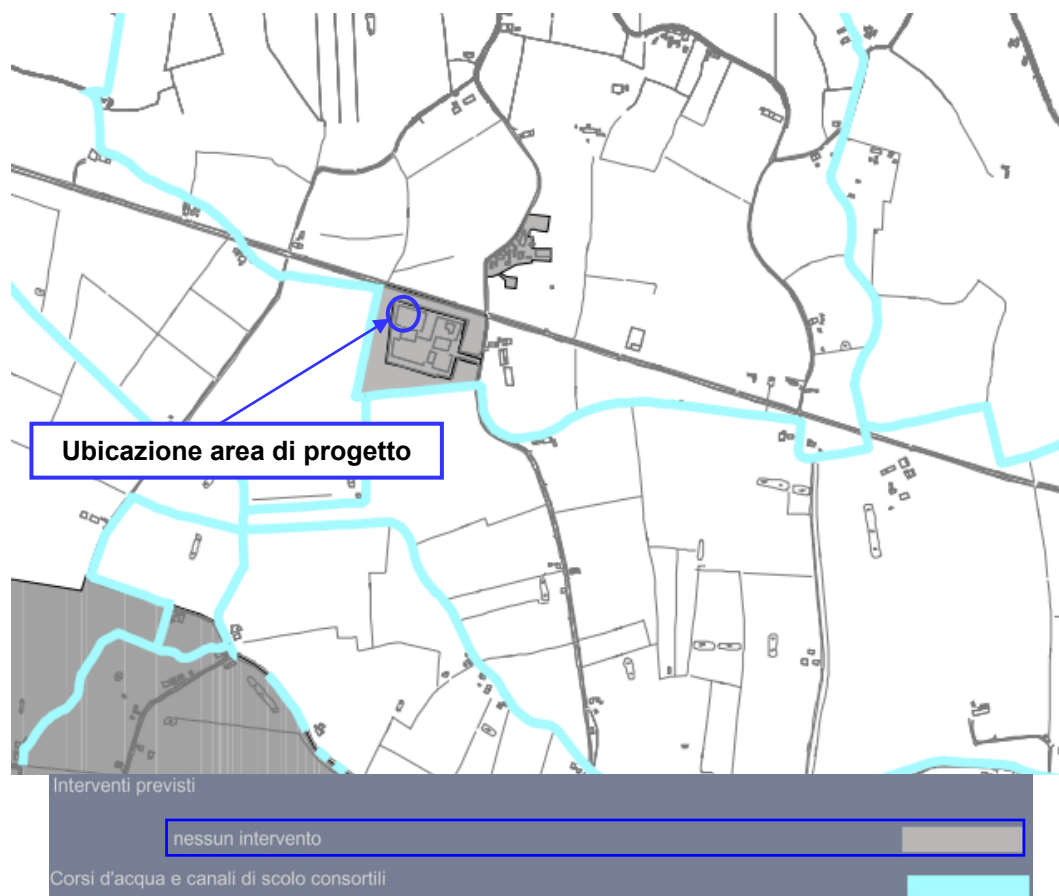 Ubicazione area di progetto
Interventi previsti
nessun intervento
Corsi d'acqua e canali di scolo consortili